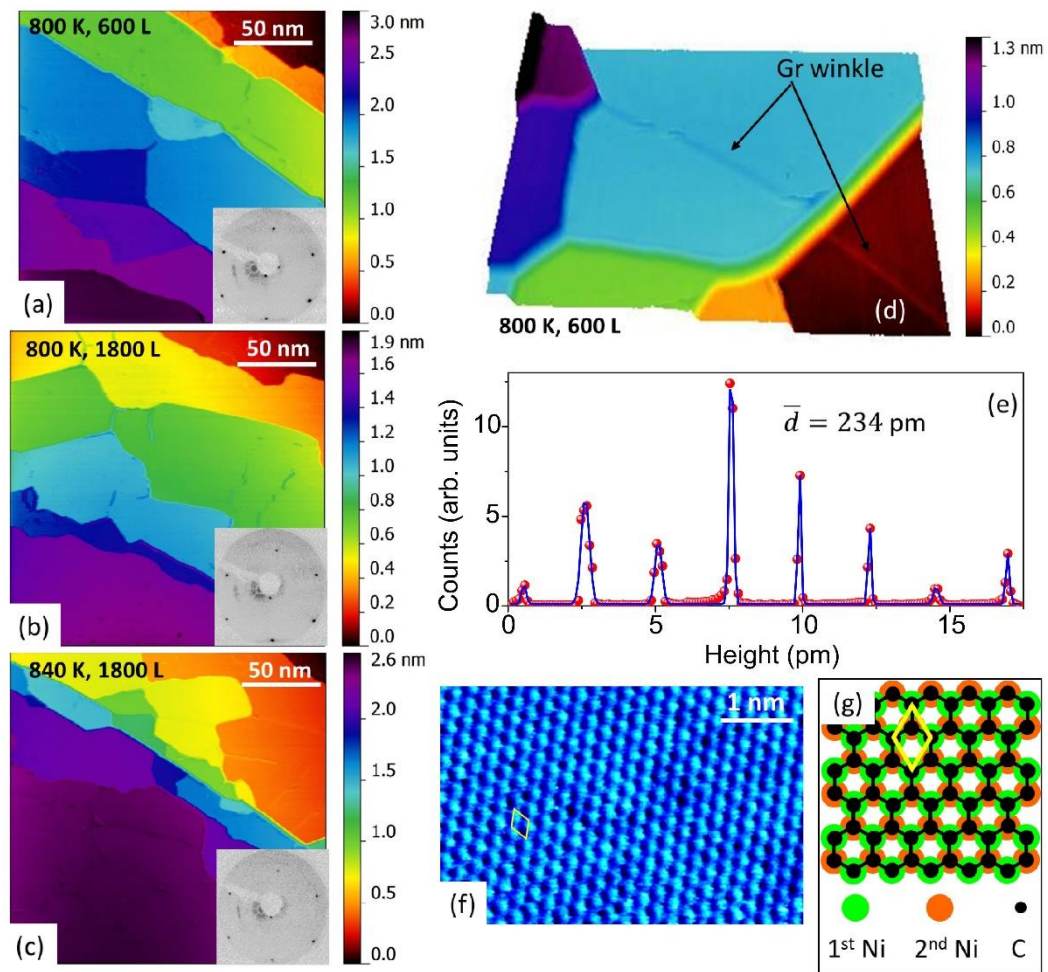 800 K, 600 L
50 nm
3.0 nm
2.5
2.0
1.5
1.0
0.5
0.0
(a)
800 K, 1800 L
50 nm
1.9 nm
1.6
1.4
1.2
1.0
0.8
0.6
0.4
0.2
0.0
(b)
840 K, 1800 L
50 nm
2.6 nm
2.0
1.5
1.0
0.5
0.0
(c)
Gr winkle
800 K, 600 L
(d)
1.3 nm
1.0
0.8
0.6
0.4
0.2
0.0
Counts (arb. units)
10
5
0
d̅ = 234 pm
(e)
0 5 10 15
Height (pm)
1 nm
(f)
(g)
1st Ni 2nd Ni C